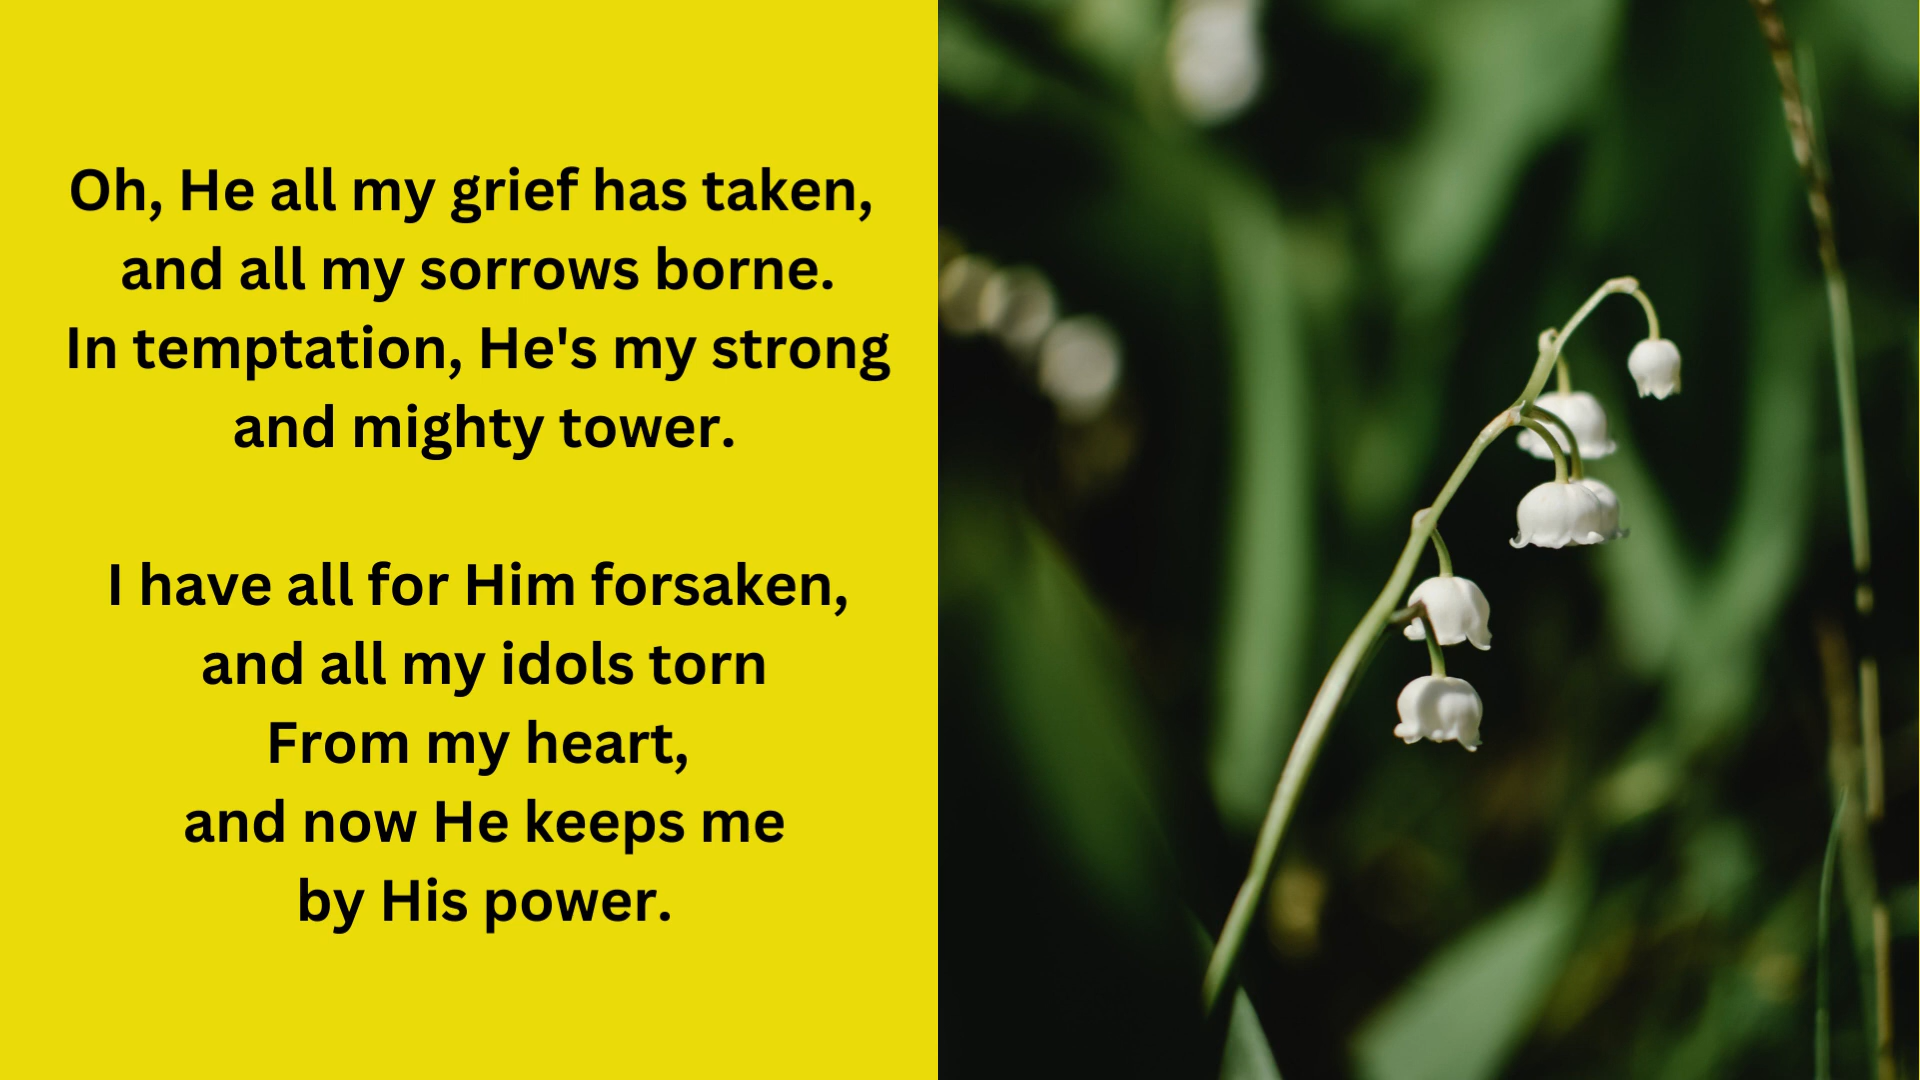 Oh, He all my grief has taken,
and all my sorrows borne.
In temptation, He's my strong
and mighty tower.
I have all for Him forsaken,
and all my idols torn
From my heart,
and now He keeps me
by His power.